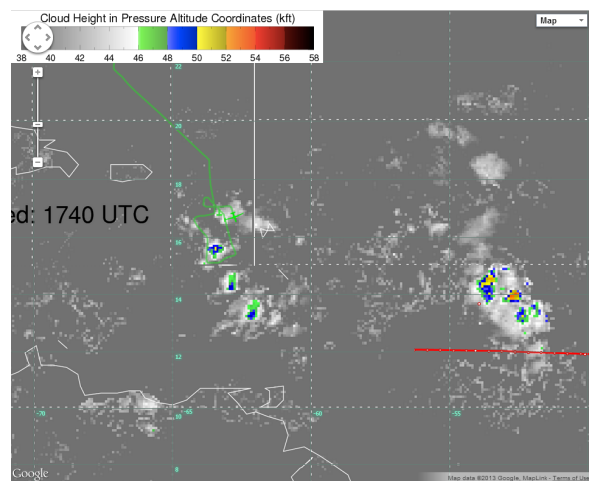 Cloud Height in Pressure Altitude Coordinates (kft)
Map
38 40 42 44 46 48 50 52 54 56 58
22
20
18
ed: 1740 UTC
16
14
12
-70 10 -65 -60 -55
8
Google
Map data ©2013 Google, MapLink - Terms of Use